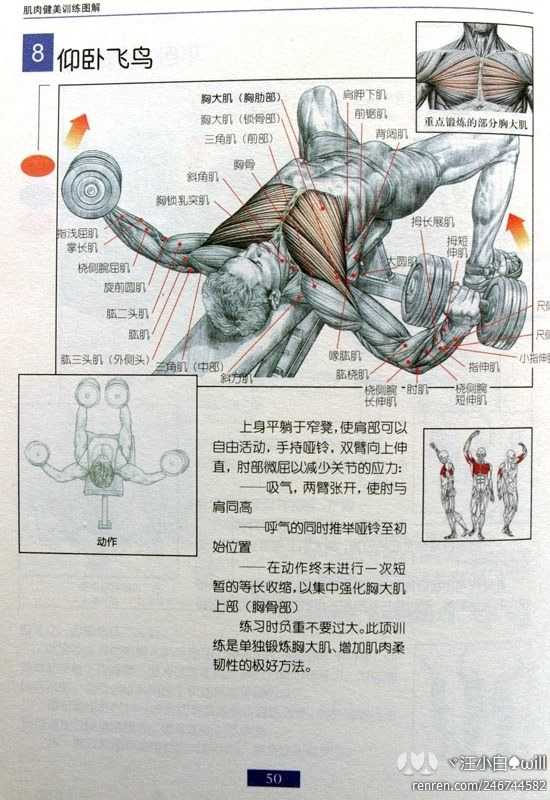 肌肉健美训练图解
8 仰卧飞鸟
胸大肌（胸肋部）
胸大肌（锁骨部）
三角肌（前部）
胸骨
斜角肌
胸锁乳突肌
肩胛下肌
前锯肌
背阔肌
重点锻炼的部分胸大肌
指浅屈肌
掌长肌
桡侧腕屈肌
旋前圆肌
肱二头肌
肱肌
肱三头肌（外侧头）
三角肌（中部）
斜方肌
大圆肌
拇长展肌
拇短
伸肌
尺侧
尺侧
小指伸肌
指伸肌
喙肱肌
肱桡肌
桡侧腕
长伸肌
肘肌
桡侧腕
短伸肌
动作
上身平躺于窄凳，使肩部可以
自由活动，手持哑铃，双臂向上伸
直，肘部微屈以减少关节的应力：
——吸气，两臂张开，使肘与
肩同高
——呼气的同时推举哑铃至初
始位置
——在动作终末进行一次短
暂的等长收缩，以集中强化胸大肌
上部（胸骨部）
练习时负重不要过大。此项训
练是单独锻炼胸大肌、增加肌肉柔
韧性的极好方法。
50
汪小白♠will
renren.com/246744582